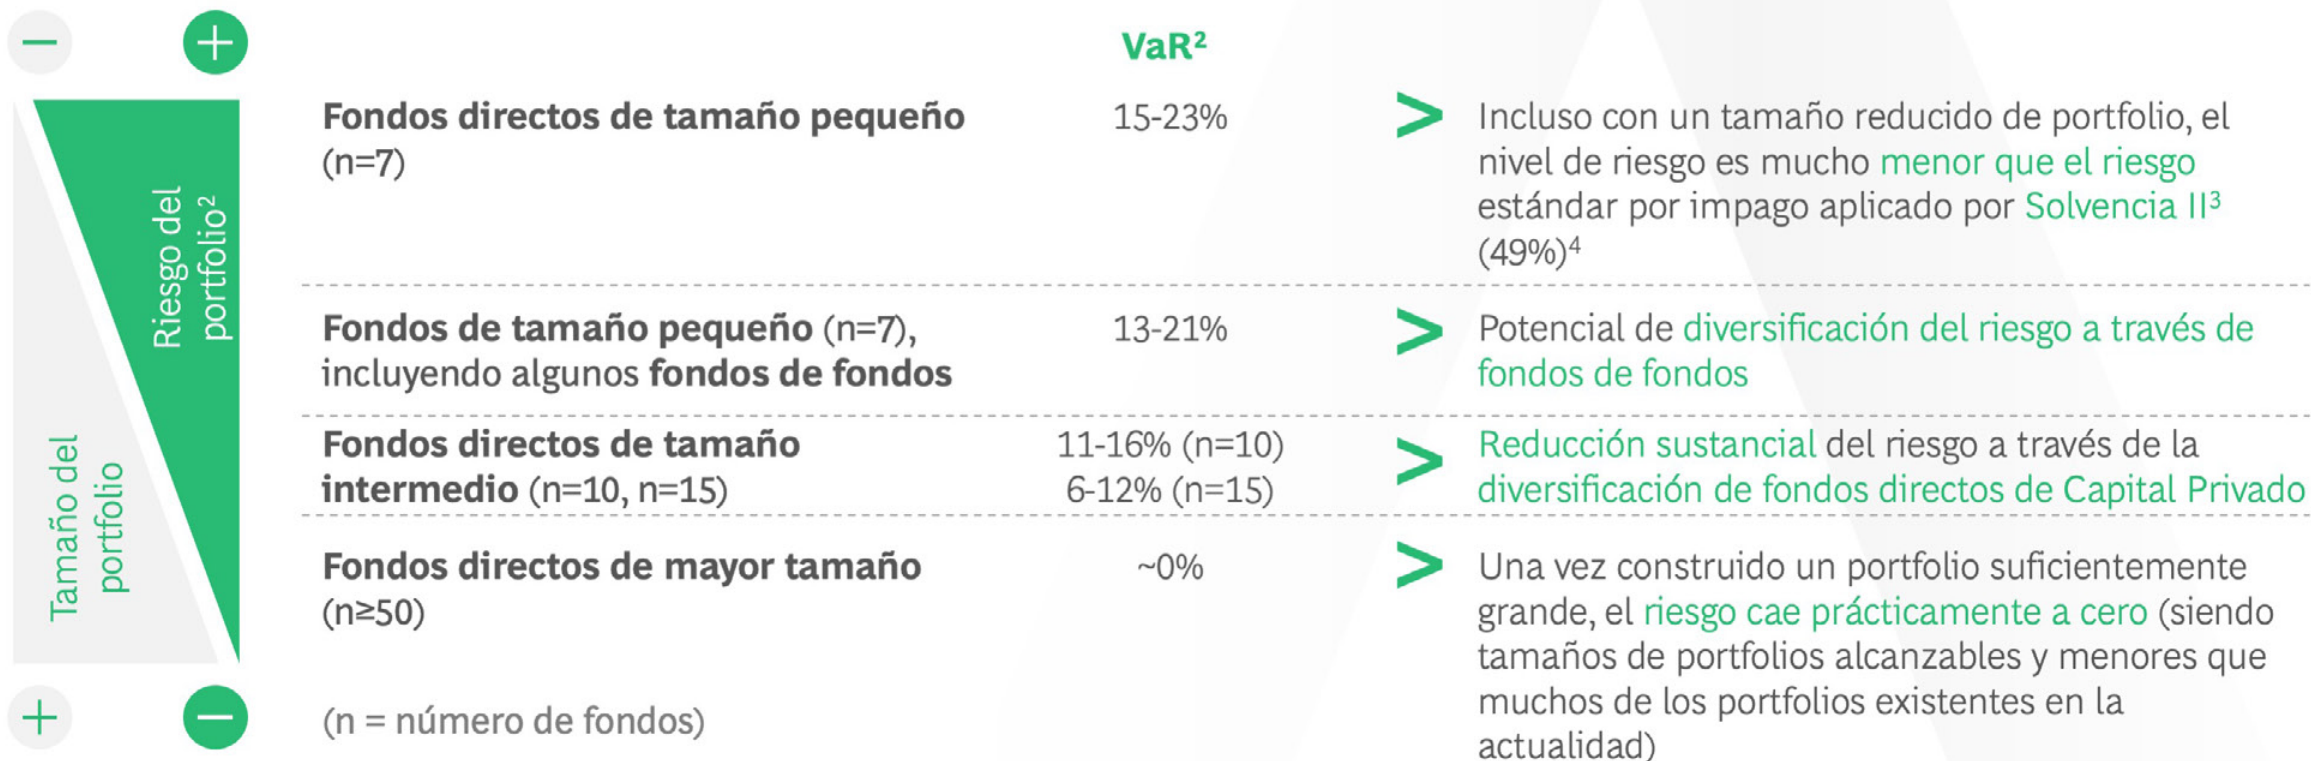 −
+
VaR²
Riesgo del
portfolio²
Tamaño del
portfolio
+
−
Fondos directos de tamaño pequeño
(n=7)
15-23%
> Incluso con un tamaño reducido de portfolio, el
nivel de riesgo es mucho menor que el riesgo
estándar por impago aplicado por Solvencia II³
(49%)⁴
Fondos de tamaño pequeño (n=7),
incluyendo algunos fondos de fondos
13-21%
> Potencial de diversificación del riesgo a través de
fondos de fondos
Fondos directos de tamaño
intermedio (n=10, n=15)
11-16% (n=10)
6-12% (n=15)
> Reducción sustancial del riesgo a través de la
diversificación de fondos directos de Capital Privado
Fondos directos de mayor tamaño
(n≥50)
~0%
> Una vez construido un portfolio suficientemente
grande, el riesgo cae prácticamente a cero (siendo
tamaños de portfolios alcanzables y menores que
muchos de los portfolios existentes en la
actualidad)
(n = número de fondos)